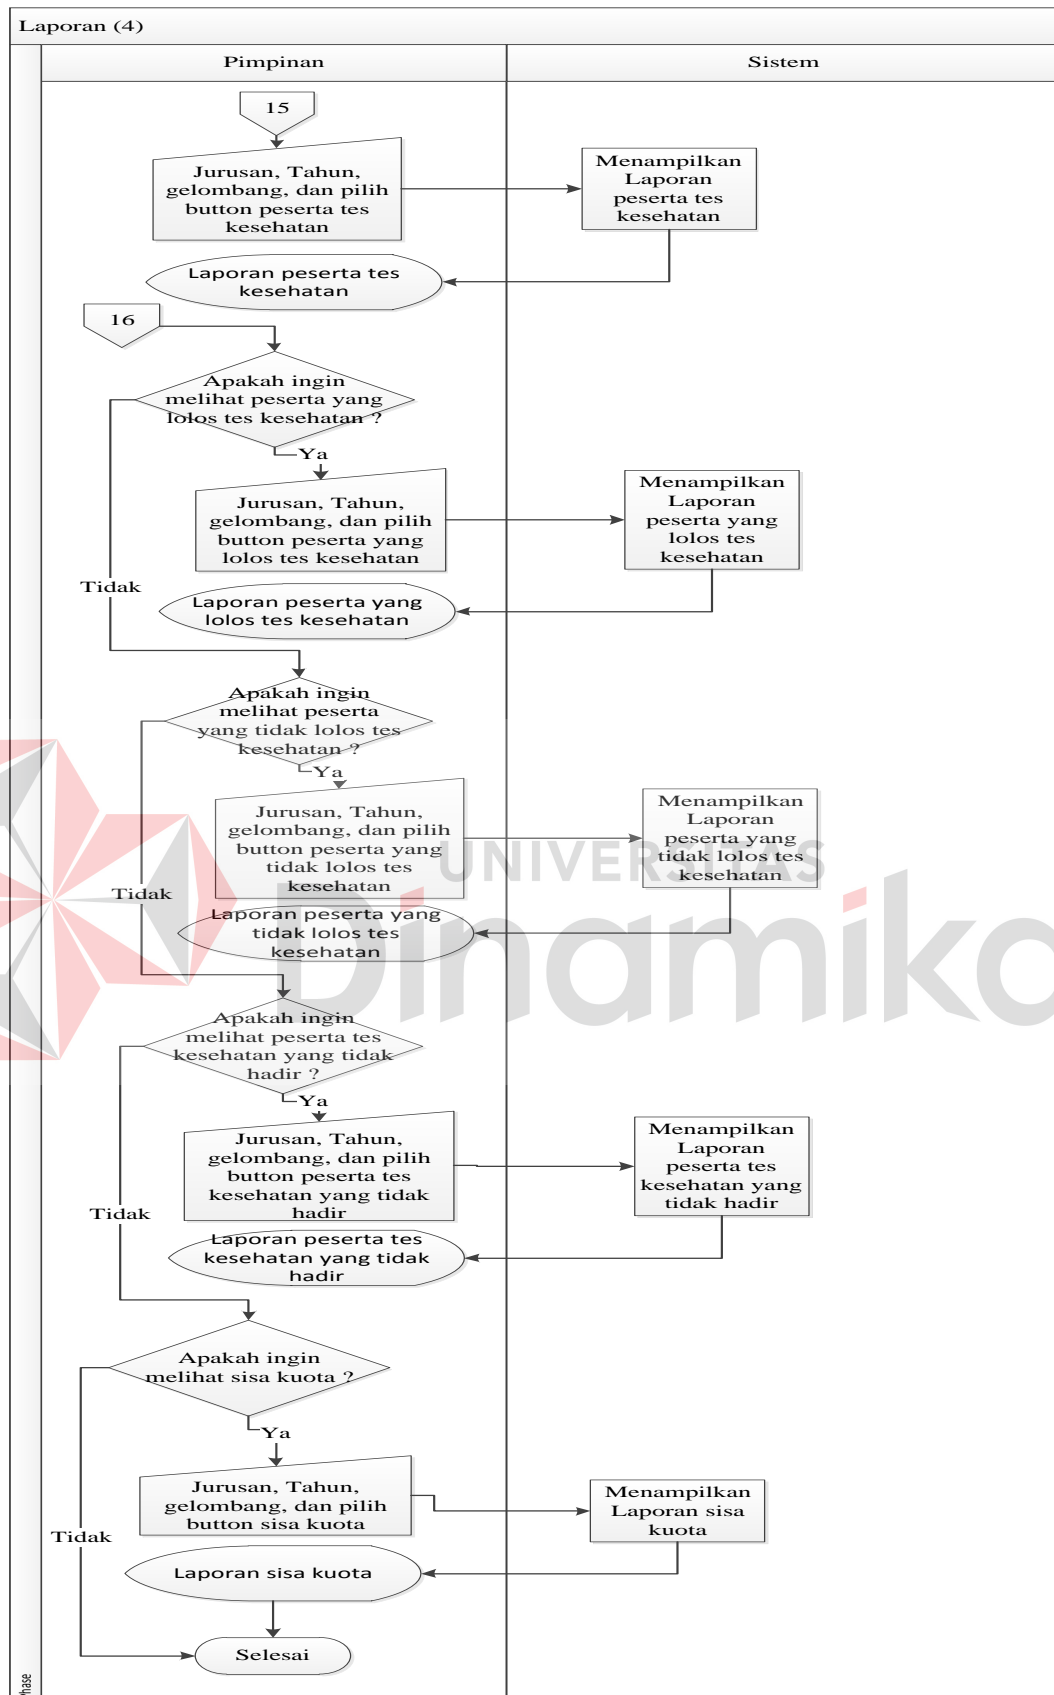 Laporan (4)
Pimpinan
Sistem
15
Jurusan, Tahun,
gelombang, dan pilih
button peserta tes
kesehatan
Menampilkan
Laporan
peserta tes
kesehatan
Laporan peserta tes
kesehatan
16
Apakah ingin
melihat peserta yang
lolos tes kesehatan ?
Ya
Jurusan, Tahun,
gelombang, dan pilih
button peserta yang
lolos tes kesehatan
Menampilkan
Laporan
peserta yang
lolos tes
kesehatan
Tidak
Laporan peserta yang
lolos tes kesehatan
Apakah ingin
melihat peserta
yang tidak lolos tes
kesehatan ?
Ya
Jurusan, Tahun,
gelombang, dan pilih
button peserta yang
tidak lolos tes
kesehatan
Menampilkan
Laporan
peserta yang
tidak lolos tes
kesehatan
UNIVERSITAS
Dinamika
Tidak
Laporan peserta yang
tidak lolos tes
kesehatan
Apakah ingin
melihat peserta tes
kesehatan yang tidak
hadir ?
Ya
Jurusan, Tahun,
gelombang, dan pilih
button peserta tes
kesehatan yang tidak
hadir
Menampilkan
Laporan
peserta tes
kesehatan yang
tidak hadir
Tidak
Laporan peserta tes
kesehatan yang tidak
hadir
Apakah ingin
melihat sisa kuota ?
Ya
Jurusan, Tahun,
gelombang, dan pilih
button sisa kuota
Menampilkan
Laporan sisa
kuota
Tidak
Laporan sisa kuota
Selesai
Phase